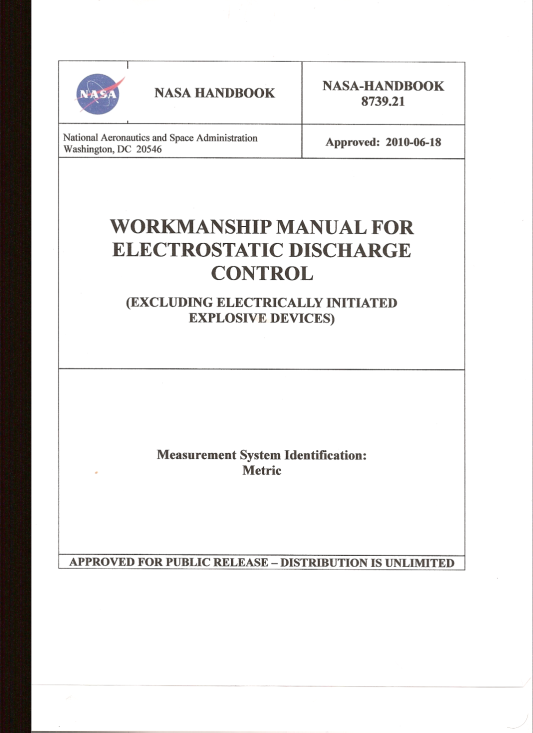 NASA
NASA HANDBOOK
NASA-HANDBOOK
8739.21
National Aeronautics and Space Administration
Washington, DC 20546
Approved: 2010-06-18
WORKMANSHIP MANUAL FOR
ELECTROSTATIC DISCHARGE
CONTROL
(EXCLUDING ELECTRICALLY INITIATED
EXPLOSIVE DEVICES)
Measurement System Identification:
Metric
APPROVED FOR PUBLIC RELEASE – DISTRIBUTION IS UNLIMITED